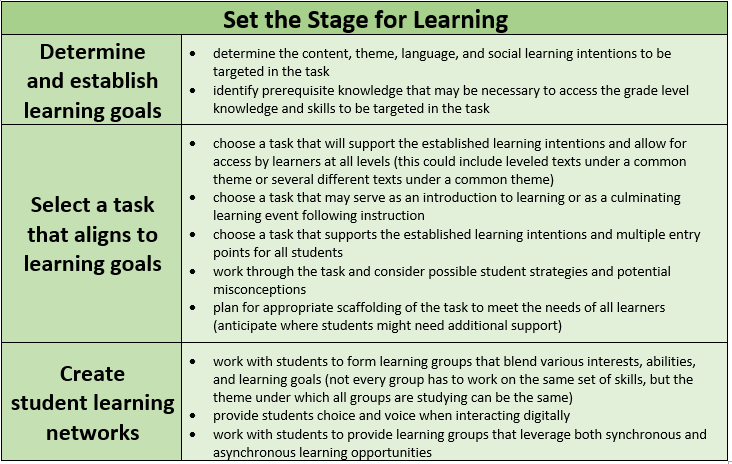 Set the Stage for Learning
Determine
and establish
learning goals
• determine the content, theme, language, and social learning intentions to be
targeted in the task
• identify prerequisite knowledge that may be necessary to access the grade level
knowledge and skills to be targeted in the task
Select a task
that aligns to
learning goals
• choose a task that will support the established learning intentions and allow for
access by learners at all levels (this could include leveled texts under a common
theme or several different texts under a common theme)
• choose a task that may serve as an introduction to learning or as a culminating
learning event following instruction
• choose a task that supports the established learning intentions and multiple entry
points for all students
• work through the task and consider possible student strategies and potential
misconceptions
• plan for appropriate scaffolding of the task to meet the needs of all learners
(anticipate where students might need additional support)
Create
student learning
networks
• work with students to form learning groups that blend various interests, abilities,
and learning goals (not every group has to work on the same set of skills, but the
theme under which all groups are studying can be the same)
• provide students choice and voice when interacting digitally
• work with students to provide learning groups that leverage both synchronous and
asynchronous learning opportunities